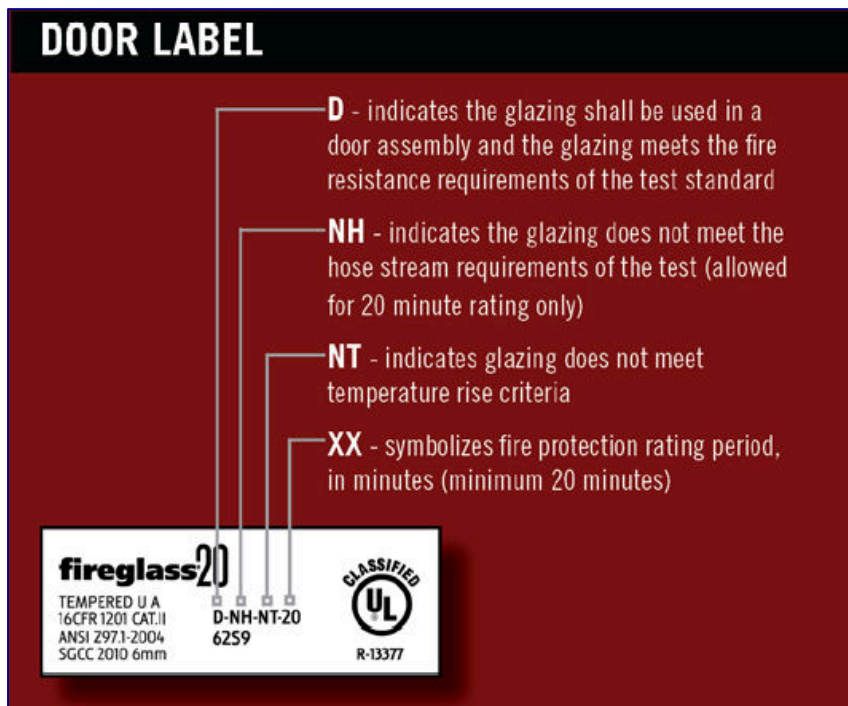 DOOR LABEL
D - indicates the glazing shall be used in a
door assembly and the glazing meets the fire
resistance requirements of the test standard
NH - indicates the glazing does not meet the
hose stream requirements of the test (allowed
for 20 minute rating only)
NT - indicates glazing does not meet
temperature rise criteria
XX - symbolizes fire protection rating period,
in minutes (minimum 20 minutes)
fireglass20
TEMPERED U A
16CFR 1201 CAT.II
ANSI Z97.1-2004
SGCC 2010 6mm
D-NH-NT-20
6259
CLASSIFIED
UL
R-13377